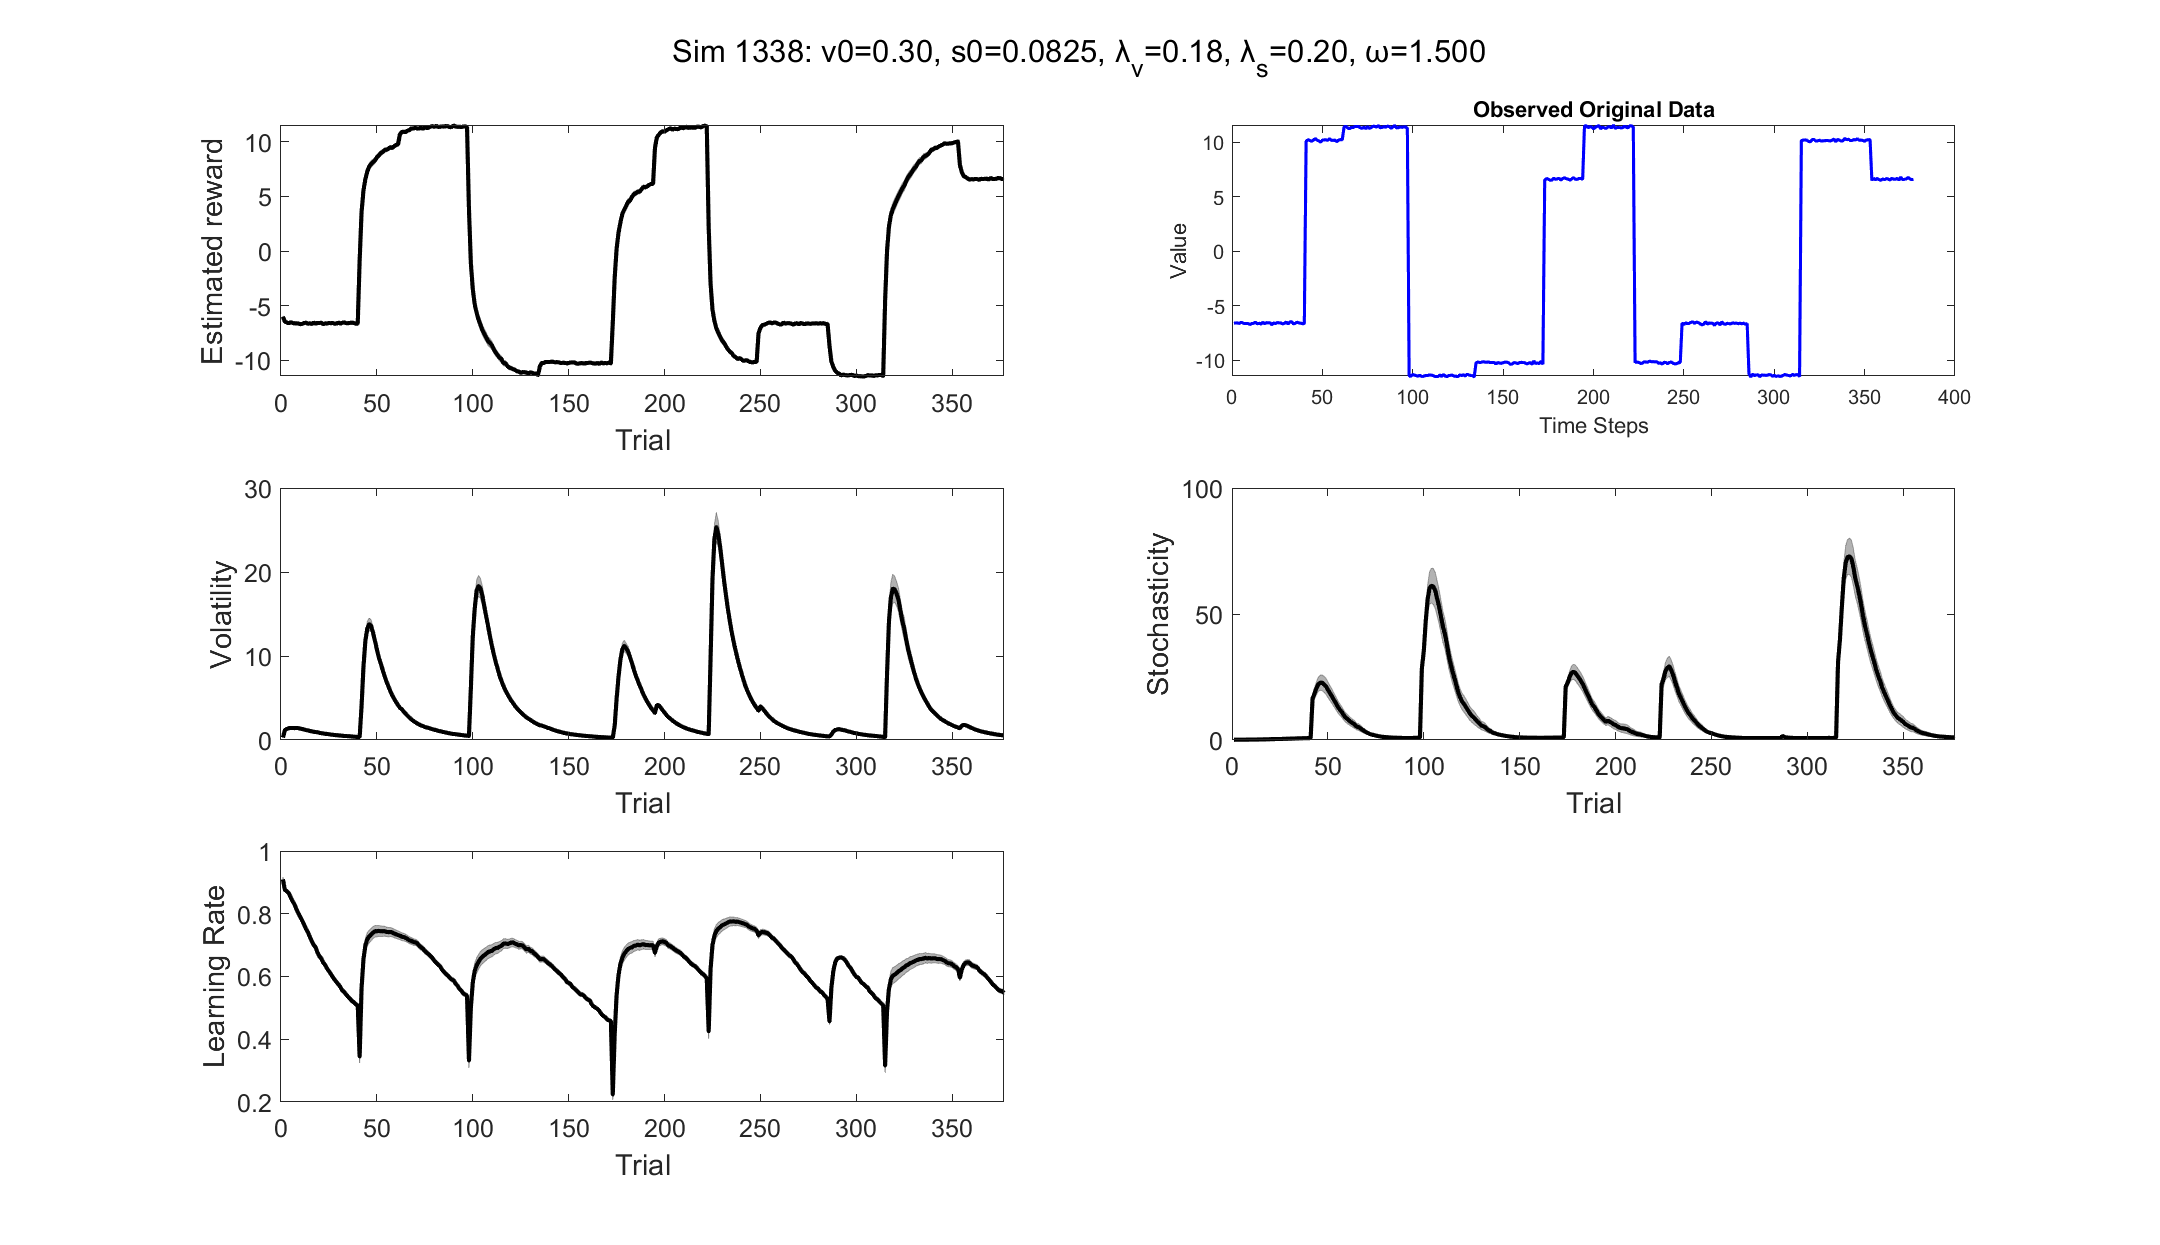 Sim 1338: v0=0.30, s0=0.0825, λ_v=0.18, λ_s=0.20, ω=1.500
Estimated reward
10
5
0
-5
-10
0 50 100 150 200 250 300 350
Trial
Observed Original Data
Value
10
5
0
-5
-10
0 50 100 150 200 250 300 350 400
Time Steps
Volatility
30
20
10
0
0 50 100 150 200 250 300 350
Trial
Stochasticity
100
50
0
0 50 100 150 200 250 300 350
Trial
Learning Rate
1
0.8
0.6
0.4
0.2
0 50 100 150 200 250 300 350
Trial